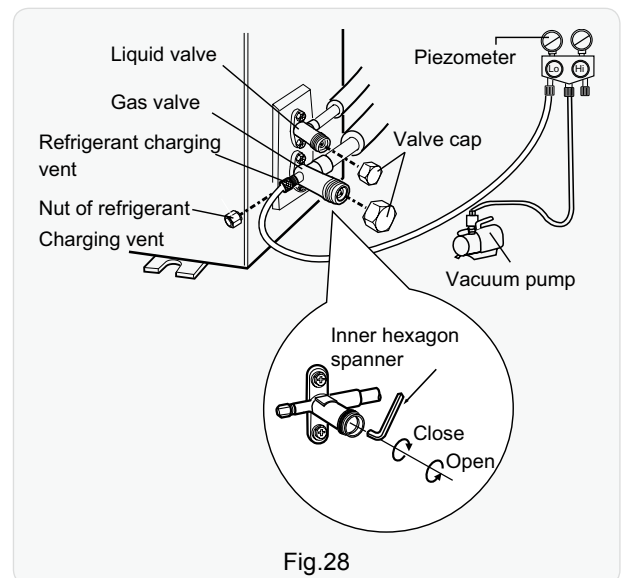 Liquid valve
Gas valve
Refrigerant charging
vent
Nut of refrigerant
Charging vent
Piezometer
Lo
Hi
Valve cap
Vacuum pump
Inner hexagon
spanner
Close
Open
Fig.28